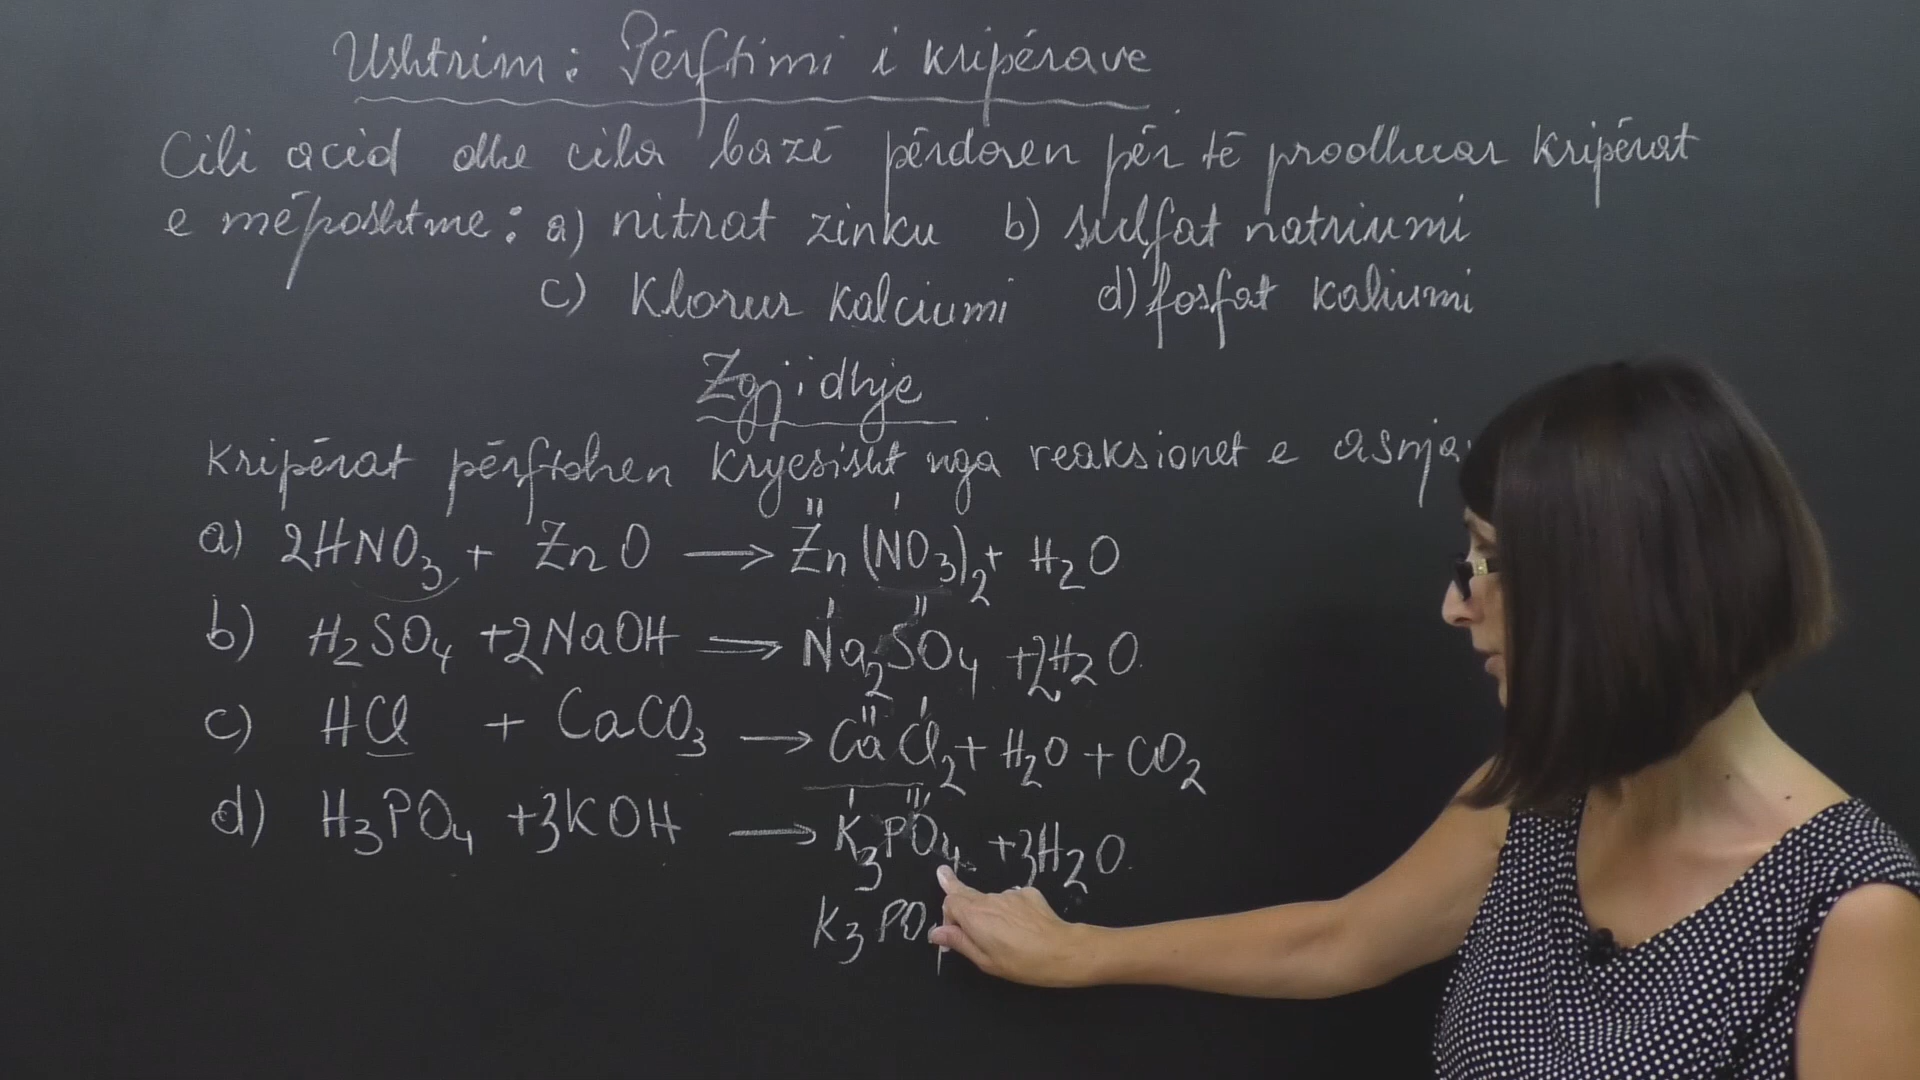 Ushtrim: Përftimi i kripërave
Cili acid dhe cila bazë përdoren për të prodhuar kripërat
e mëposhtme: a) nitrat zinku b) sulfat natriumi
c) Klorur kalciumi d) fosfat kaliumi
Zgjidhje
Kripërat përftohen kryesisht nga reaksionet e asnja
a) 2HNO₃ + ZnO → Zn(NO₃)₂ + H₂O
b) H₂SO₄ + 2NaOH → Na₂SO₄ + 2H₂O
c) HCl + CaCO₃ → CaCl₂ + H₂O + CO₂
d) H₃PO₄ + 3KOH → K₃PO₄ + 3H₂O
K₃PO₄